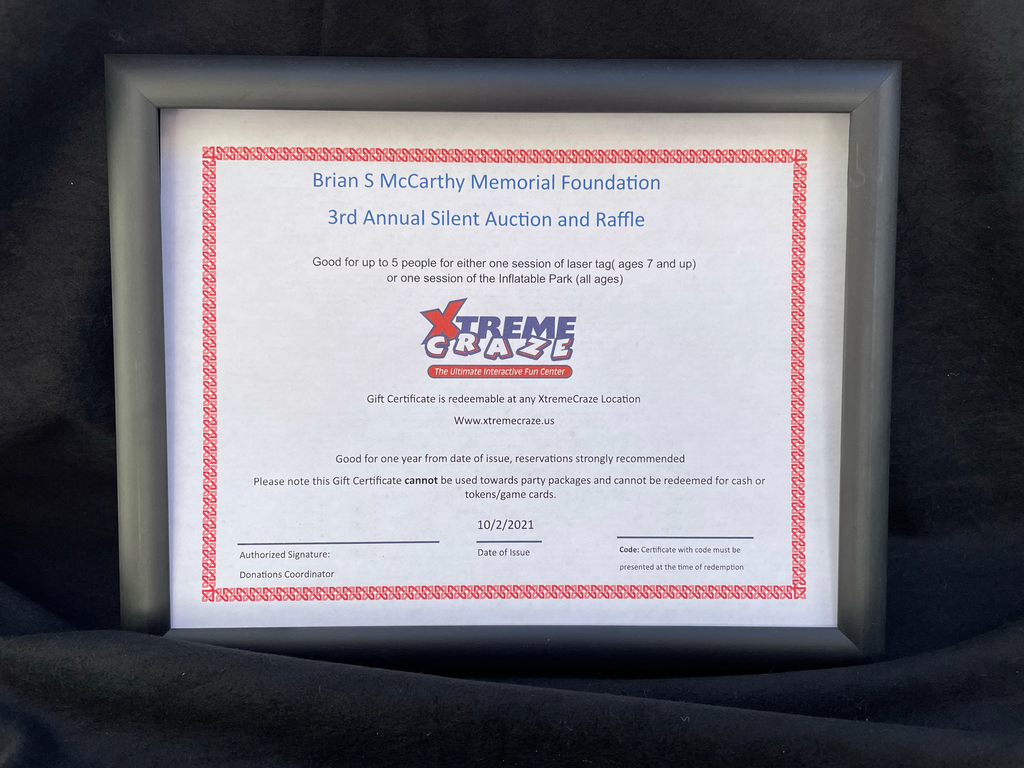 Brian S McCarthy Memorial Foundation
3rd Annual Silent Auction and Raffle
Good for up to 5 people for either one session of laser tag( ages 7 and up)
or one session of the Inflatable Park (all ages)
XTREME
CRAZE
The Ultimate Interactive Fun Center
Gift Certificate is redeemable at any XtremeCraze Location
Www.xtremecraze.us
Good for one year from date of issue, reservations strongly recommended
Please note this Gift Certificate cannot be used towards party packages and cannot be redeemed for cash or
tokens/game cards.
10/2/2021
Authorized Signature:
Donations Coordinator
Date of Issue
Code: Certificate with code must be
presented at the time of redemption